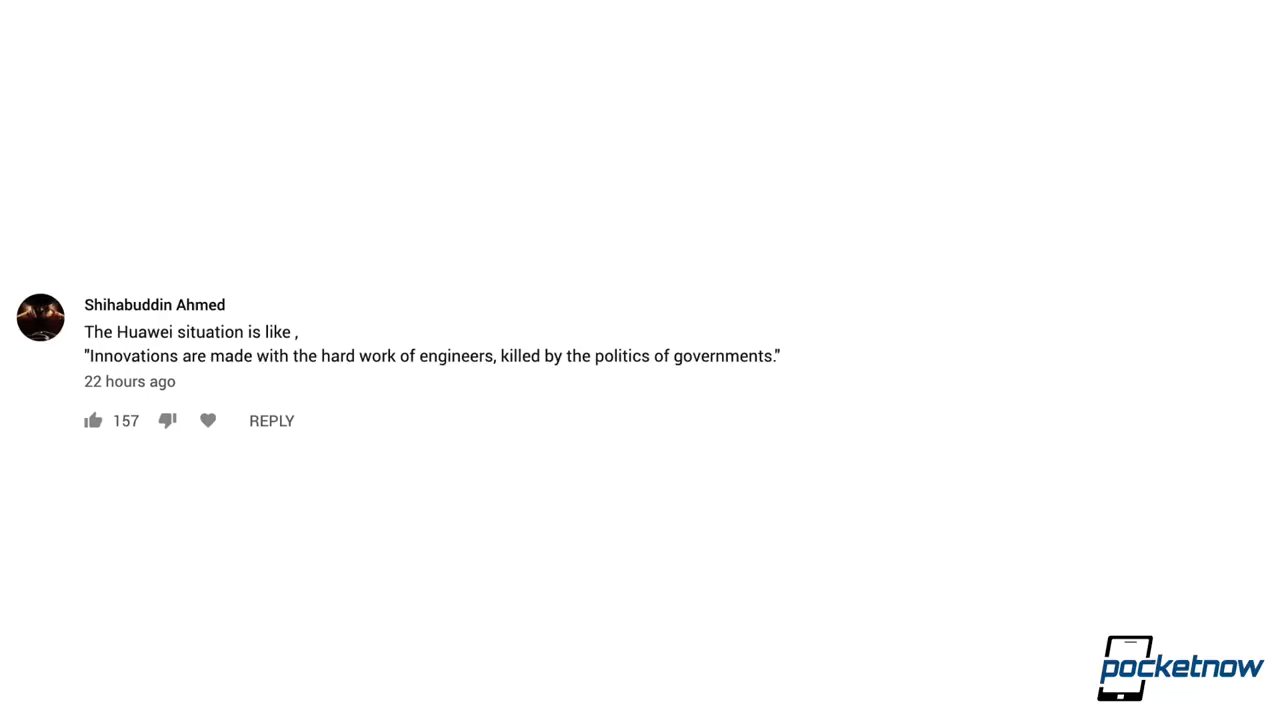 Shihabuddin Ahmed
The Huawei situation is like ,
"Innovations are made with the hard work of engineers, killed by the politics of governments."
22 hours ago
157 REPLY
pocketnow